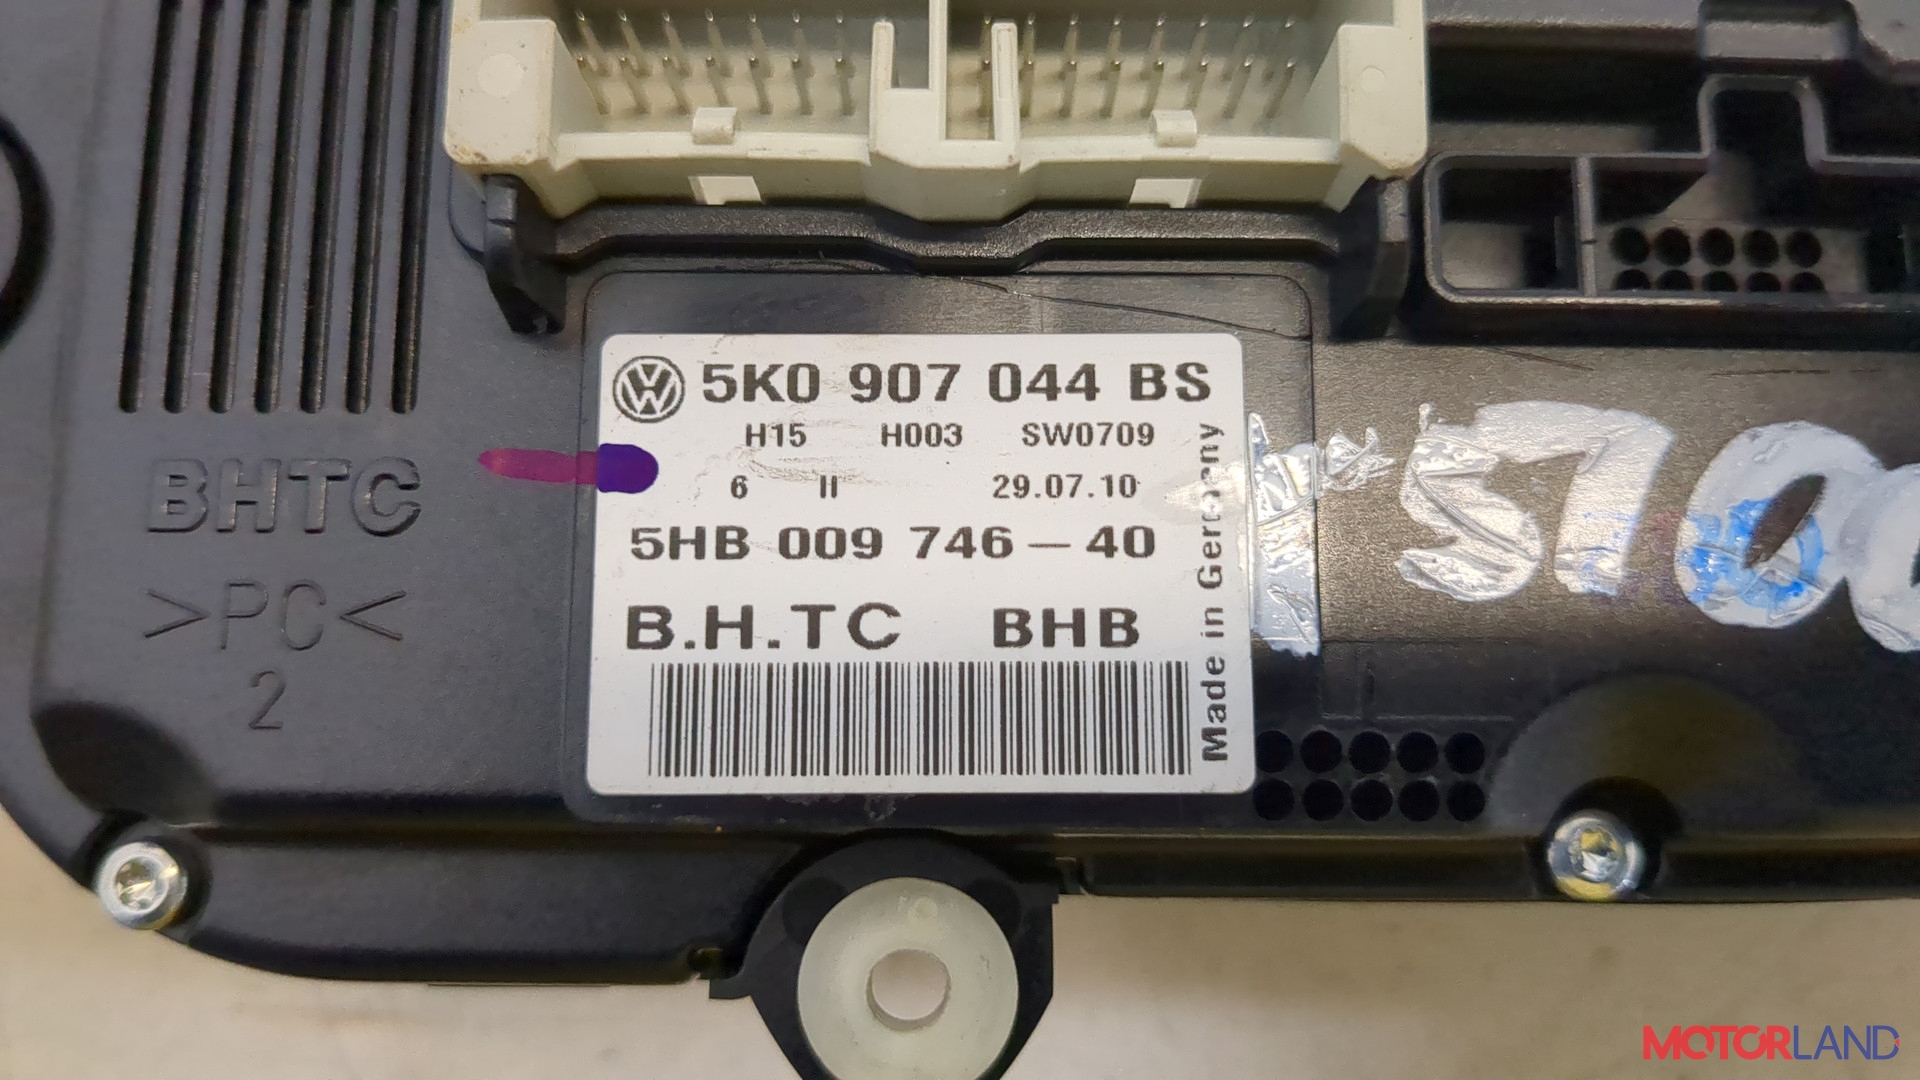 5K0 907 044 BS
H15 H003 SW0709
6 II 29.07.10
5HB 009 746-40
B.H.TC BHB
Made in Germany
BHTC
>PC<
2
MOTORLAND